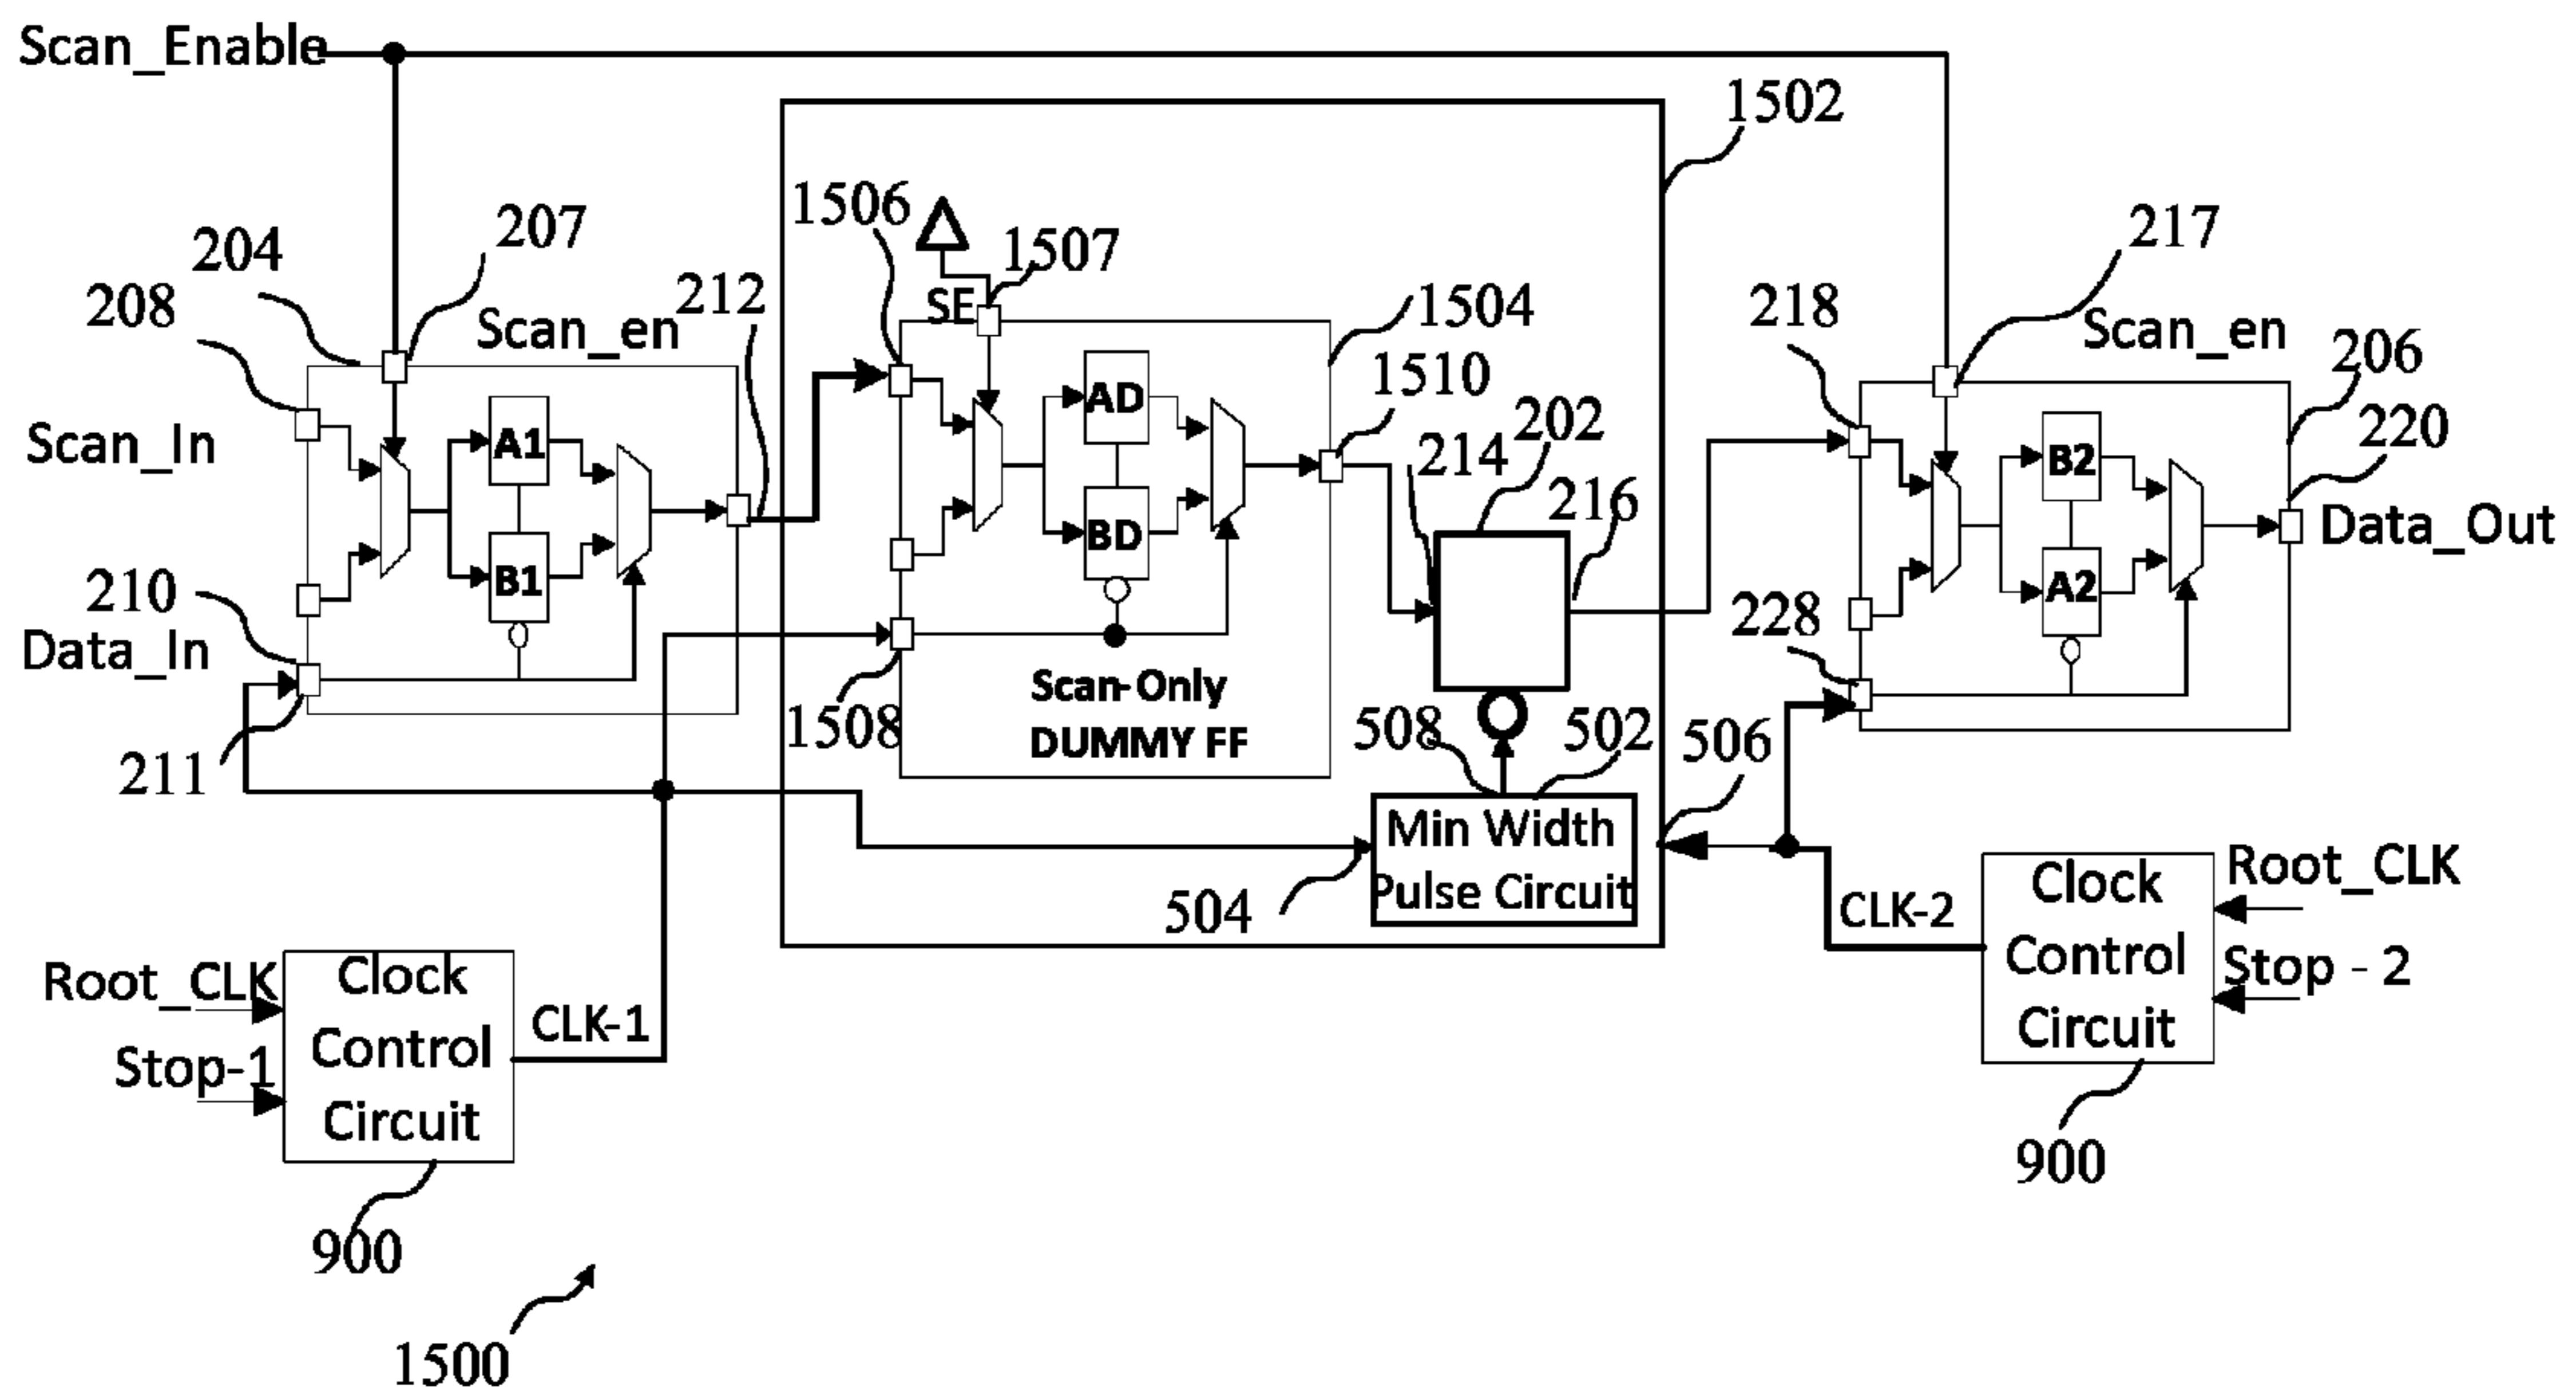 Scan_Enable
1502
1506
1507
217
204
207
208
212
SE
1504
218
Scan_en
Scan_en
206
1510
AD
202
220
214
216
Scan_In
A1
B2
BD
Data_Out
B1
A2
210
228
Data_In
Scan-Only
DUMMY FF
1508
508
502
506
211
Min Width
Pulse Circuit
504
CLK-2
Clock
Control
Circuit
Root_CLK
Stop - 2
900
Root_CLK
Stop-1
Clock
Control
Circuit
CLK-1
900
1500